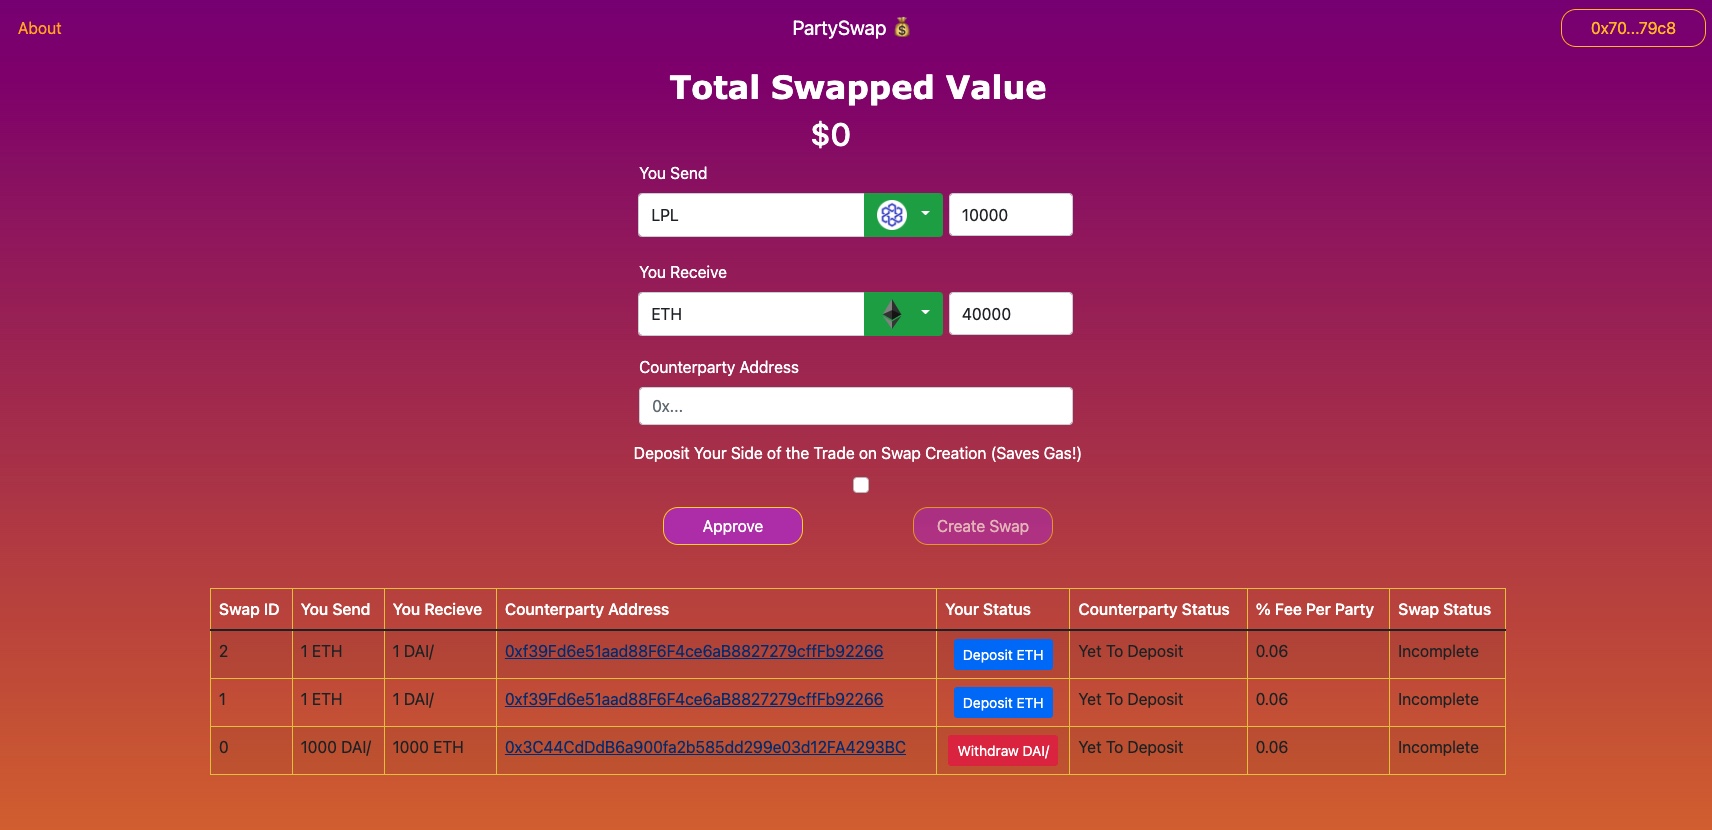 About PartySwap 0x70...79c8
Total Swapped Value
$0
You Send
LPL 10000
You Receive
ETH 40000
Counterparty Address
0x...
Deposit Your Side of the Trade on Swap Creation (Saves Gas!)
Approve Create Swap
Swap ID You Send You Recieve Counterparty Address Your Status Counterparty Status % Fee Per Party Swap Status
2 1 ETH 1 DAI/ 0xf39Fd6e51aad88F6F4ce6aB8827279cffFb92266 Deposit ETH Yet To Deposit 0.06 Incomplete
1 1 ETH 1 DAI/ 0xf39Fd6e51aad88F6F4ce6aB8827279cffFb92266 Deposit ETH Yet To Deposit 0.06 Incomplete
0 1000 DAI/ 1000 ETH 0x3C44CdDdB6a900fa2b585dd299e03d12FA4293BC Withdraw DAI/ Yet To Deposit 0.06 Incomplete